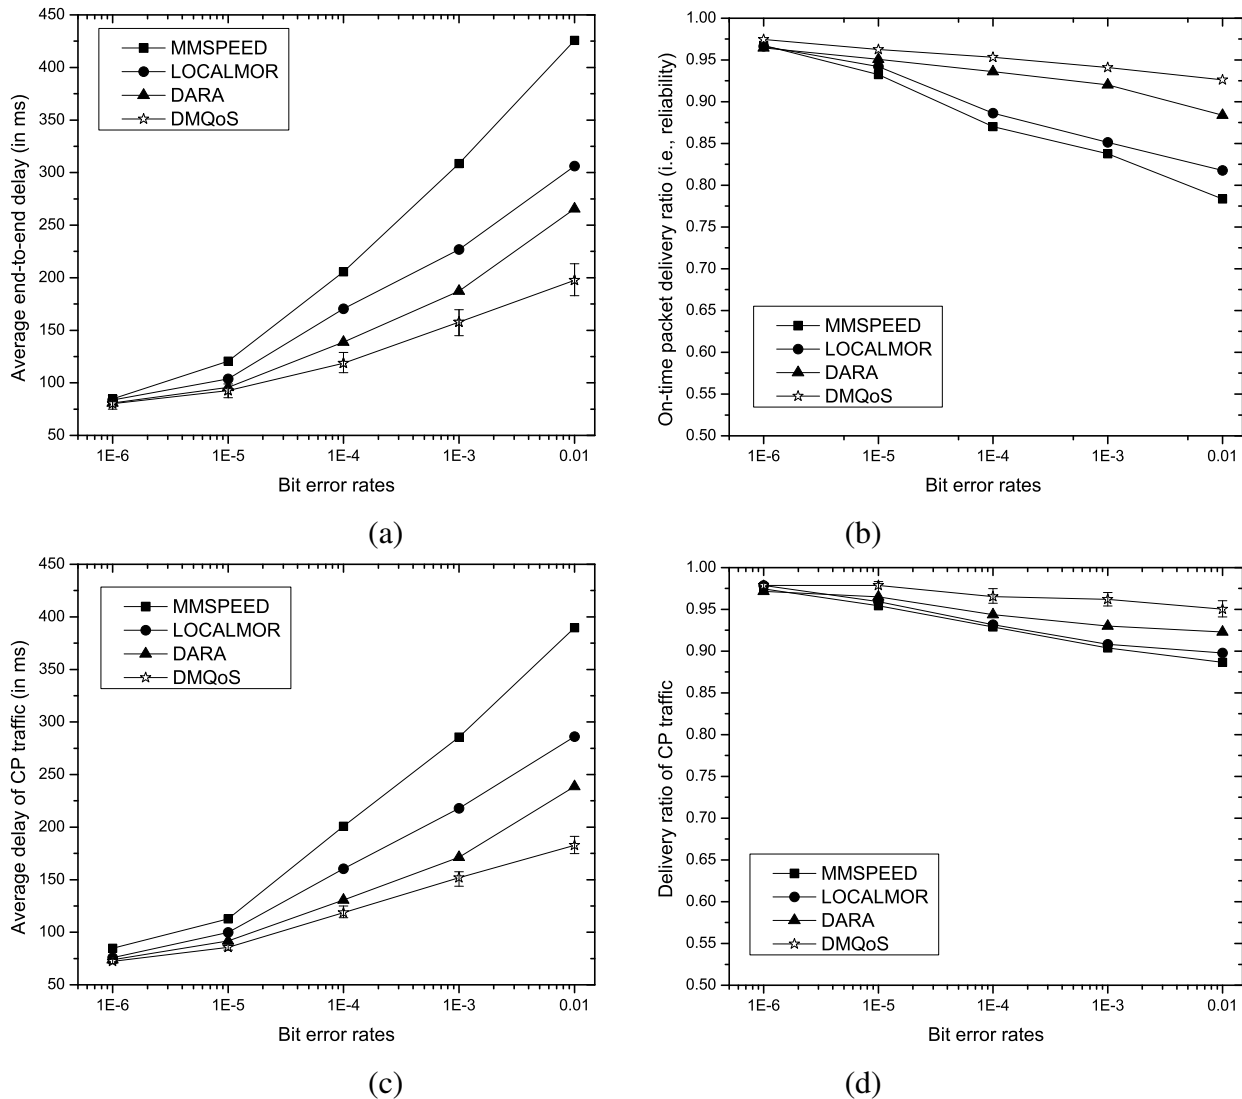 450
400
350
300
250
200
150
100
50
1E-6
1E-5
1E-4
1E-3
0.01
Average end-to-end delay (in ms)
Bit error rates
MMSPEED
LOCALMOR
DARA
DMQoS
(a)
1.00
0.95
0.90
0.85
0.80
0.75
0.70
0.65
0.60
0.55
0.50
1E-6
1E-5
1E-4
1E-3
0.01
On-time packet delivery ratio (i.e., reliability)
Bit error rates
MMSPEED
LOCALMOR
DARA
DMQoS
(b)
450
400
350
300
250
200
150
100
50
1E-6
1E-5
1E-4
1E-3
0.01
Average delay of CP traffic (in ms)
Bit error rates
MMSPEED
LOCALMOR
DARA
DMQoS
(c)
1.00
0.95
0.90
0.85
0.80
0.75
0.70
0.65
0.60
0.55
0.50
1E-6
1E-5
1E-4
1E-3
0.01
Delivery ratio of CP traffic
Bit error rates
MMSPEED
LOCALMOR
DARA
DMQoS
(d)